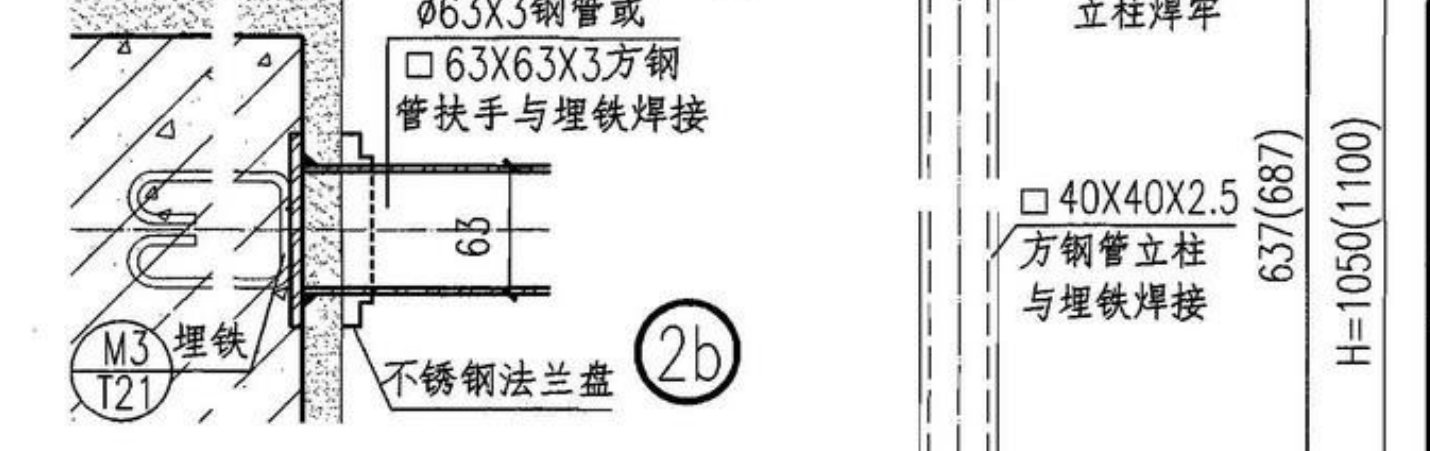 Ø63X3钢管或
□ 63X63X3方钢
管扶手与埋铁焊接
63
M3
T21
埋铁
不锈钢法兰盘
2b
立柱焊牢
□ 40X40X2.5
方钢管立柱
与埋铁焊接
637(687)
H=1050(1100)